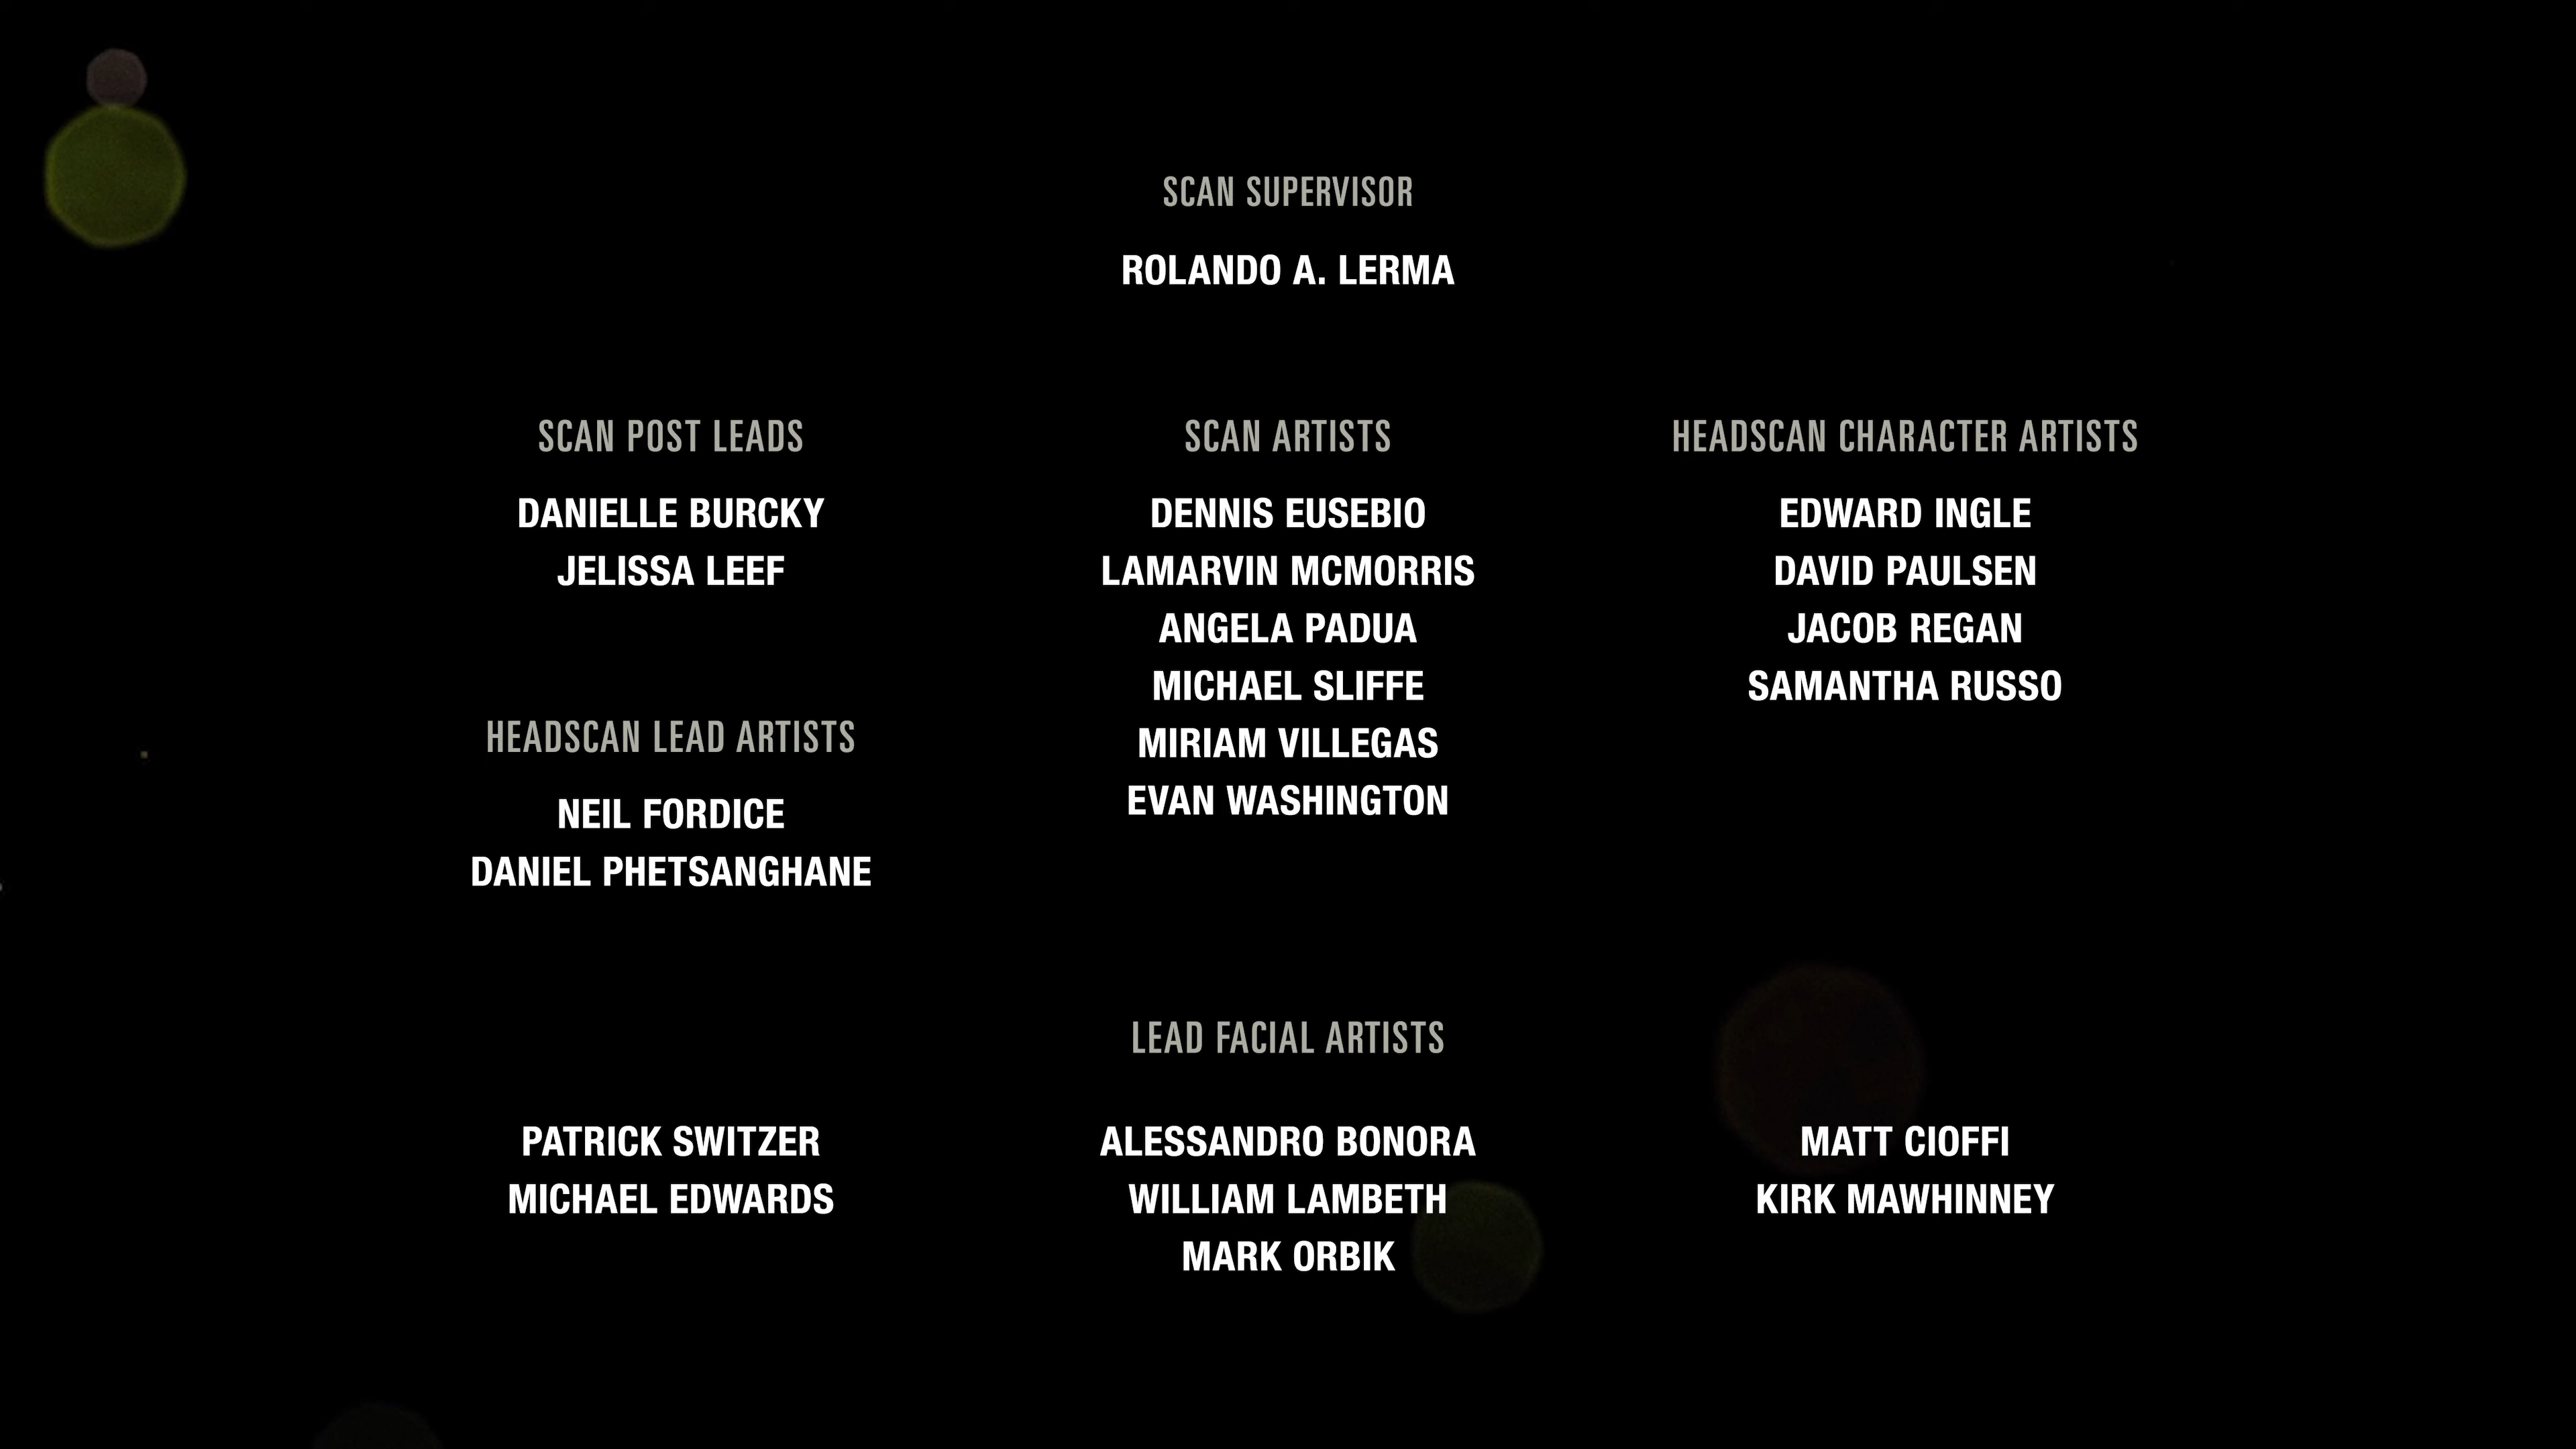 SCAN SUPERVISOR
ROLANDO A. LERMA
SCAN POST LEADS
DANIELLE BURCKY
JELISSA LEEF
HEADSCAN LEAD ARTISTS
NEIL FORDICE
DANIEL PHETSANGHANE
SCAN ARTISTS
DENNIS EUSEBIO
LAMARVIN MCMORRIS
ANGELA PADUA
MICHAEL SLIFFE
MIRIAM VILLEGAS
EVAN WASHINGTON
HEADSCAN CHARACTER ARTISTS
EDWARD INGLE
DAVID PAULSEN
JACOB REGAN
SAMANTHA RUSSO
LEAD FACIAL ARTISTS
PATRICK SWITZER
MICHAEL EDWARDS
ALESSANDRO BONORA
WILLIAM LAMBETH
MARK ORBIK
MATT CIOFFI
KIRK MAWHINNEY